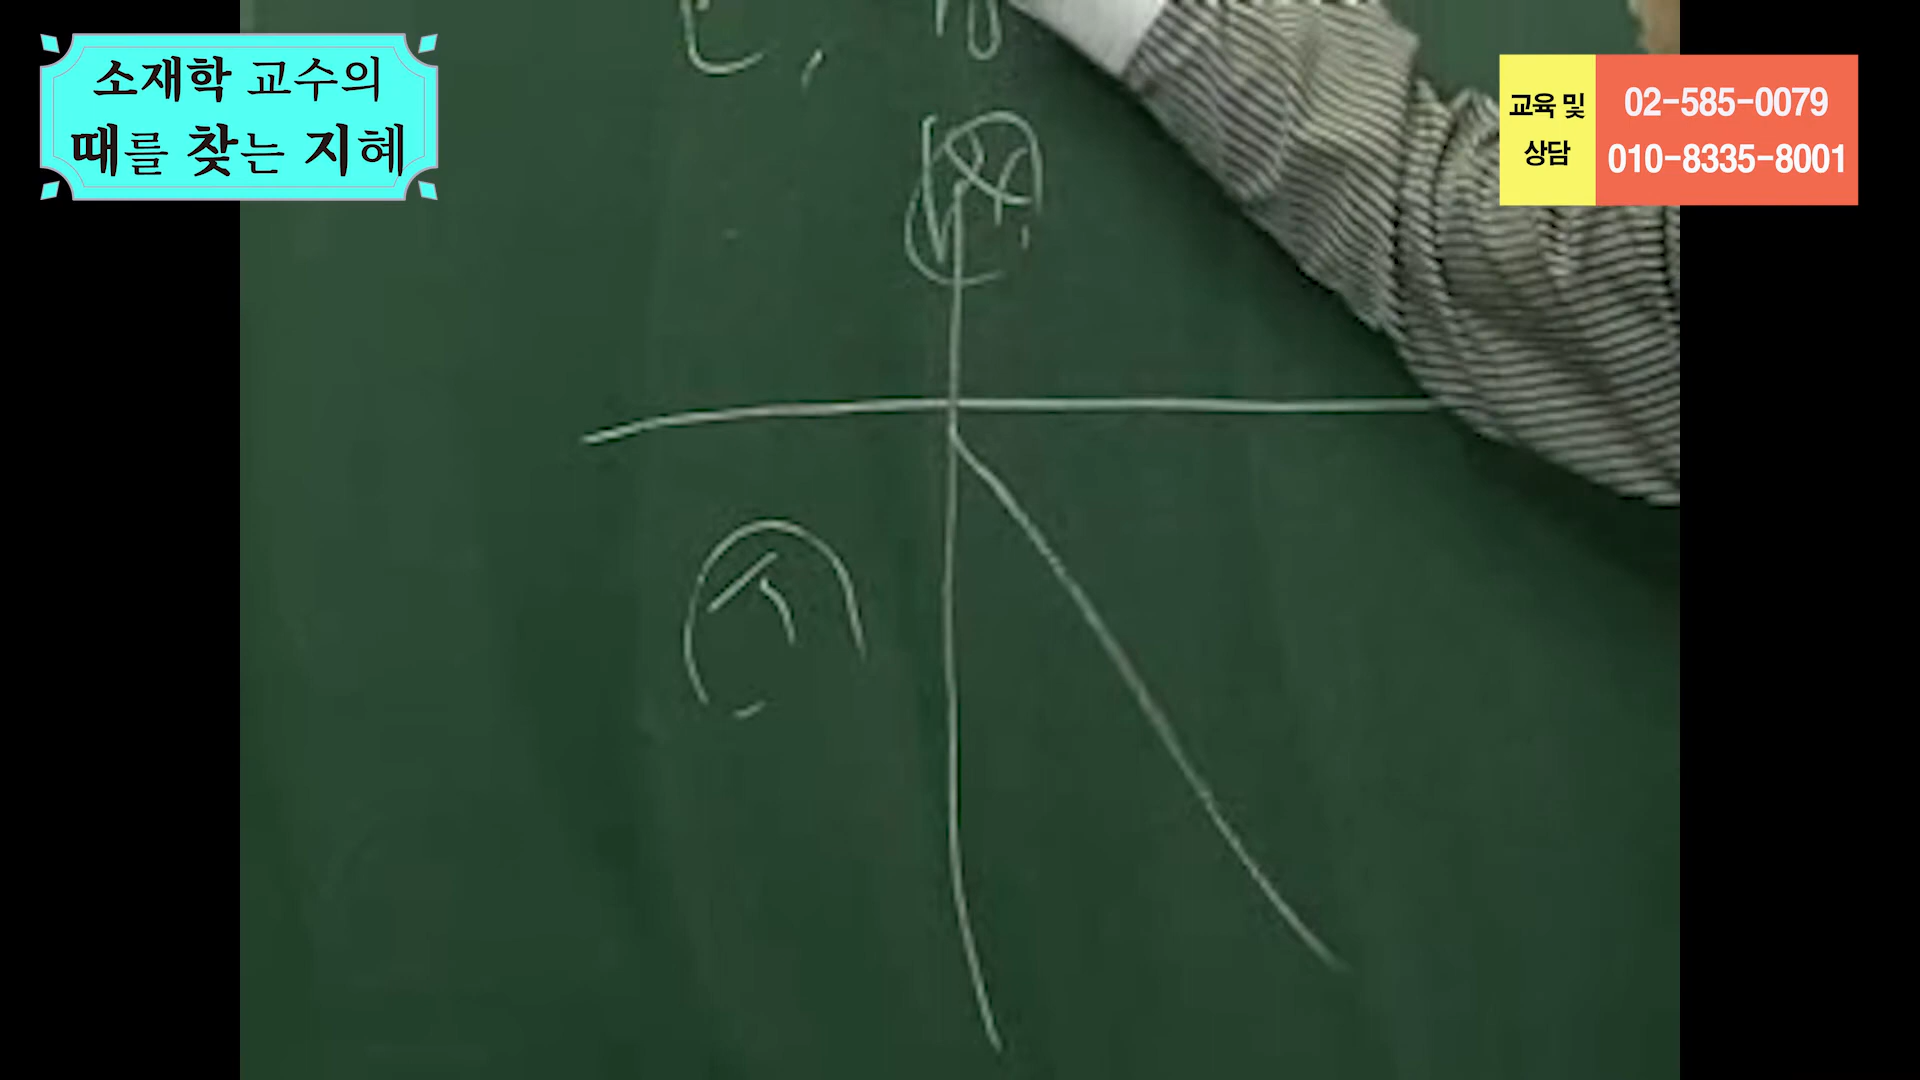 소재학 교수의
때를 찾는 지혜
교육 및
상담
02-585-0079
010-8335-8001